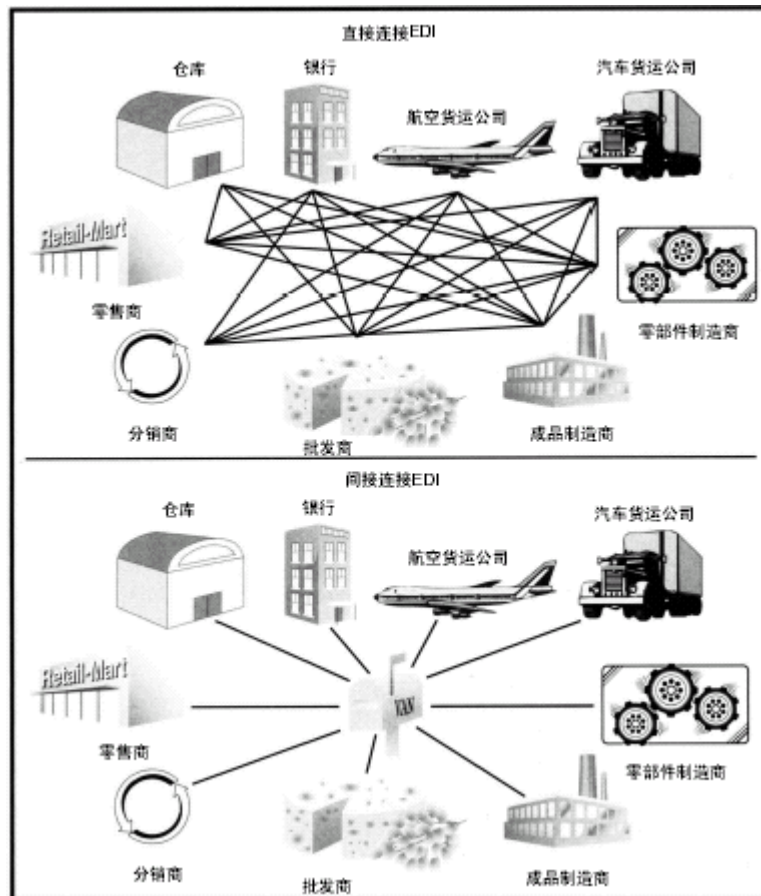 直接连接EDI
仓库
银行
汽车货运公司
航空货运公司
Retail-Mart
零售商
零部件制造商
分销商
批发商
成品制造商
间接连接EDI
仓库
银行
汽车货运公司
航空货运公司
Retail-Mart
VAN
零售商
零部件制造商
分销商
批发商
成品制造商